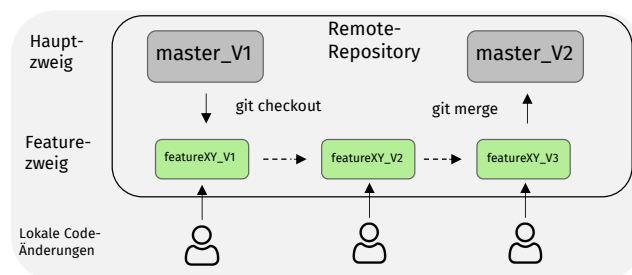 Haupt-
zweig
master_V1
Remote-
Repository
master_V2
git checkout
git merge
Feature-
zweig
featureXY_V1
featureXY_V2
featureXY_V3
Lokale Code-
Änderungen